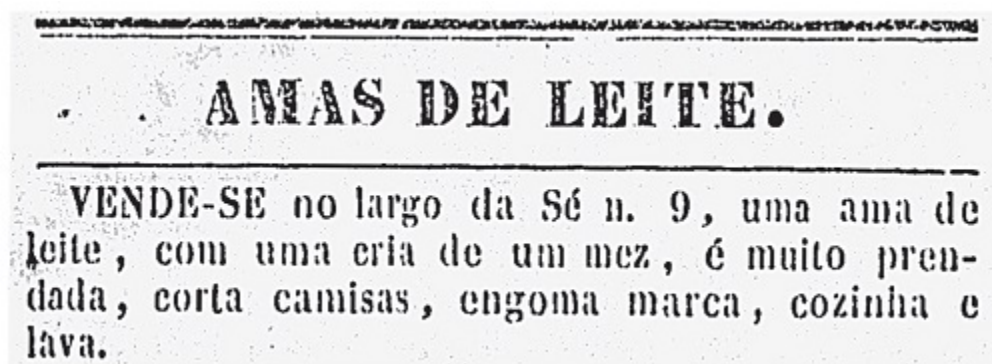 AMAS DE LEITE.
VENDE-SE no largo da Sé n. 9, uma ama de
leite, com uma cria de um mez, é muito pren-
dada, corta camisas, engoma marca, cozinha e
lava.